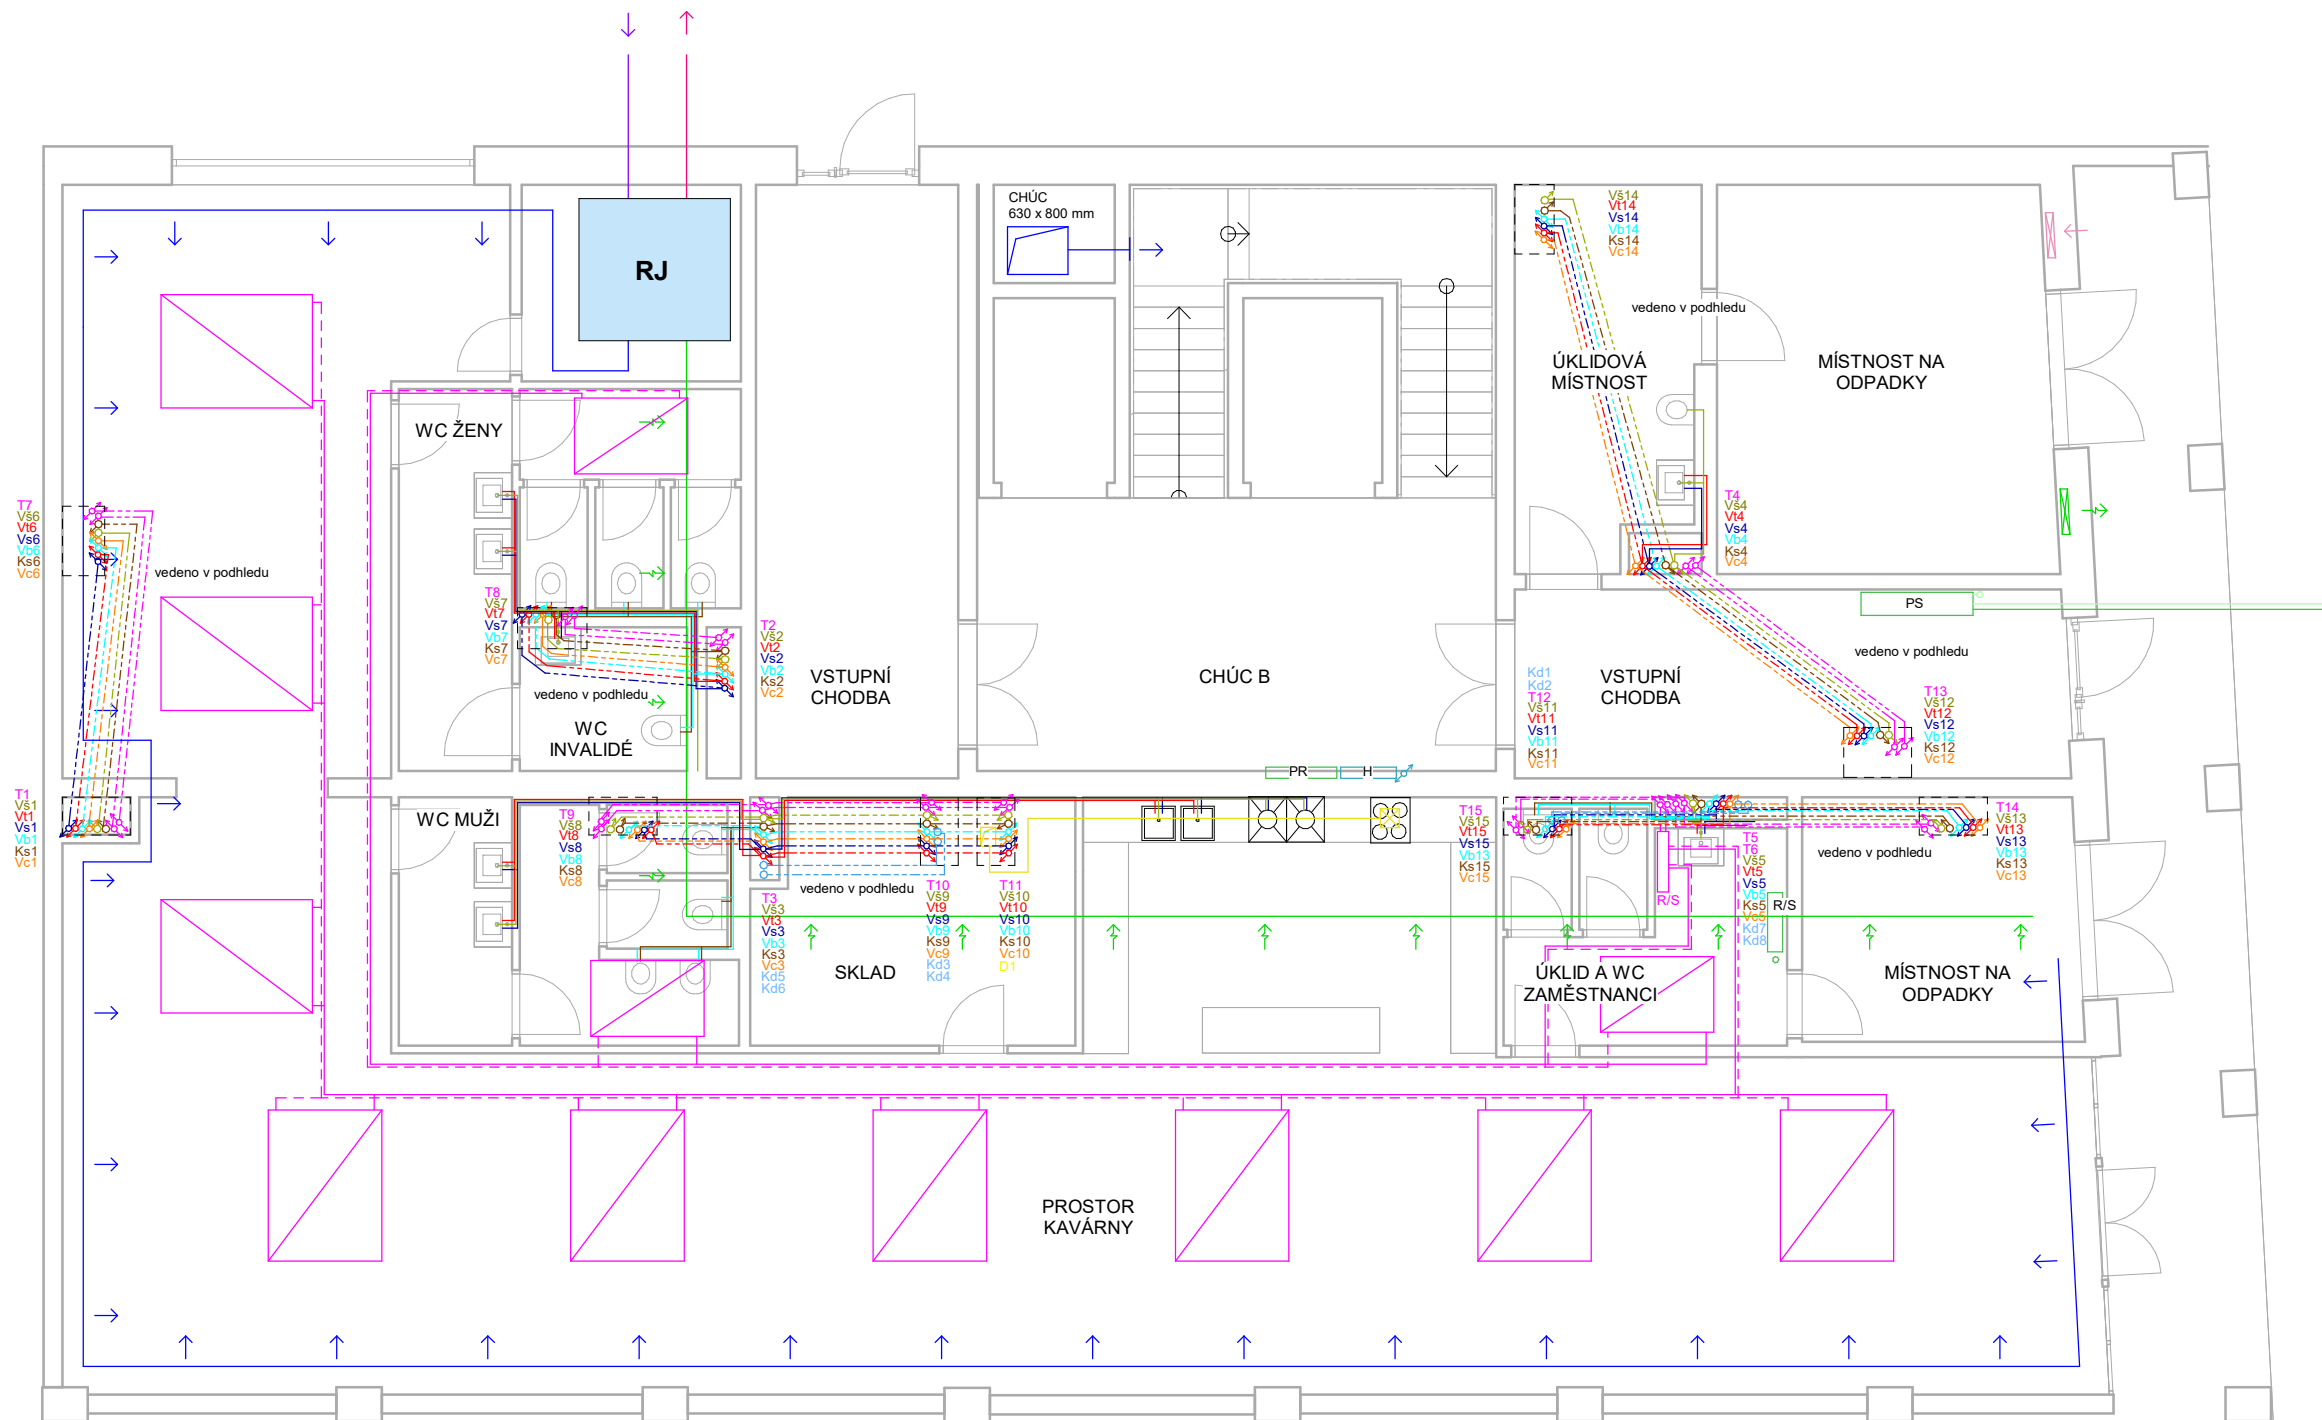 CHÚC
630 x 800 mm
RJ
Vš14
Vt14
Vs14
Vb14
Ks14
Vc14
vedeno v podhledu
ÚKLIDOVÁ
MÍSTNOST
MÍSTNOST NA
ODPADKY
WC ŽENY
T7
Vš6
Vt6
Vs6
Vb6
Ks6
Vc6
vedeno v podhledu
T4
Vš4
Vt4
Vs4
Vb4
Ks4
Vc4
T8
Vš7
Vt7
Vs7
Vb7
Ks7
Vc7
PS
T2
Vš2
Vt2
Vs2
Vb2
Ks2
Vc2
vedeno v podhledu
WC
INVALIDÉ
VSTUPNÍ
CHODBA
CHÚC B
Kd1
Kd2
T12
Vš11
Vt11
Vs11
Vb11
Ks11
Vc11
VSTUPNÍ
CHODBA
vedeno v podhledu
T13
Vš12
Vt12
Vs12
Vb12
Ks12
Vc12
PR
H
T1
Vš1
Vt1
Vs1
Vb1
Ks1
Vc1
WC MUŽI
T9
Vš8
Vt8
Vs8
Vb8
Ks8
Vc8
vedeno v podhledu
T3
Vš3
Vt3
Vs3
Vb3
Ks3
Vc3
Kd5
Kd6
SKLAD
T10
Vš9
Vt9
Vs9
Vb9
Ks9
Vc9
Kd3
Kd4
T11
Vš10
Vt10
Vs10
Vb10
Ks10
Vc10
D1
T15
Vš15
Vt15
Vs15
Vb13
Ks15
Vc15
R/S
T5
T6
Vš5
Vt5
Vs5
Vb5
Ks5
Vc5
Kd7
Kd8
R/S
vedeno v podhledu
T14
Vš13
Vt13
Vs13
Vb13
Ks13
Vc13
ÚKLID A WC
ZAMĚSTNANCI
MÍSTNOST NA
ODPADKY
PROSTOR
KAVÁRNY